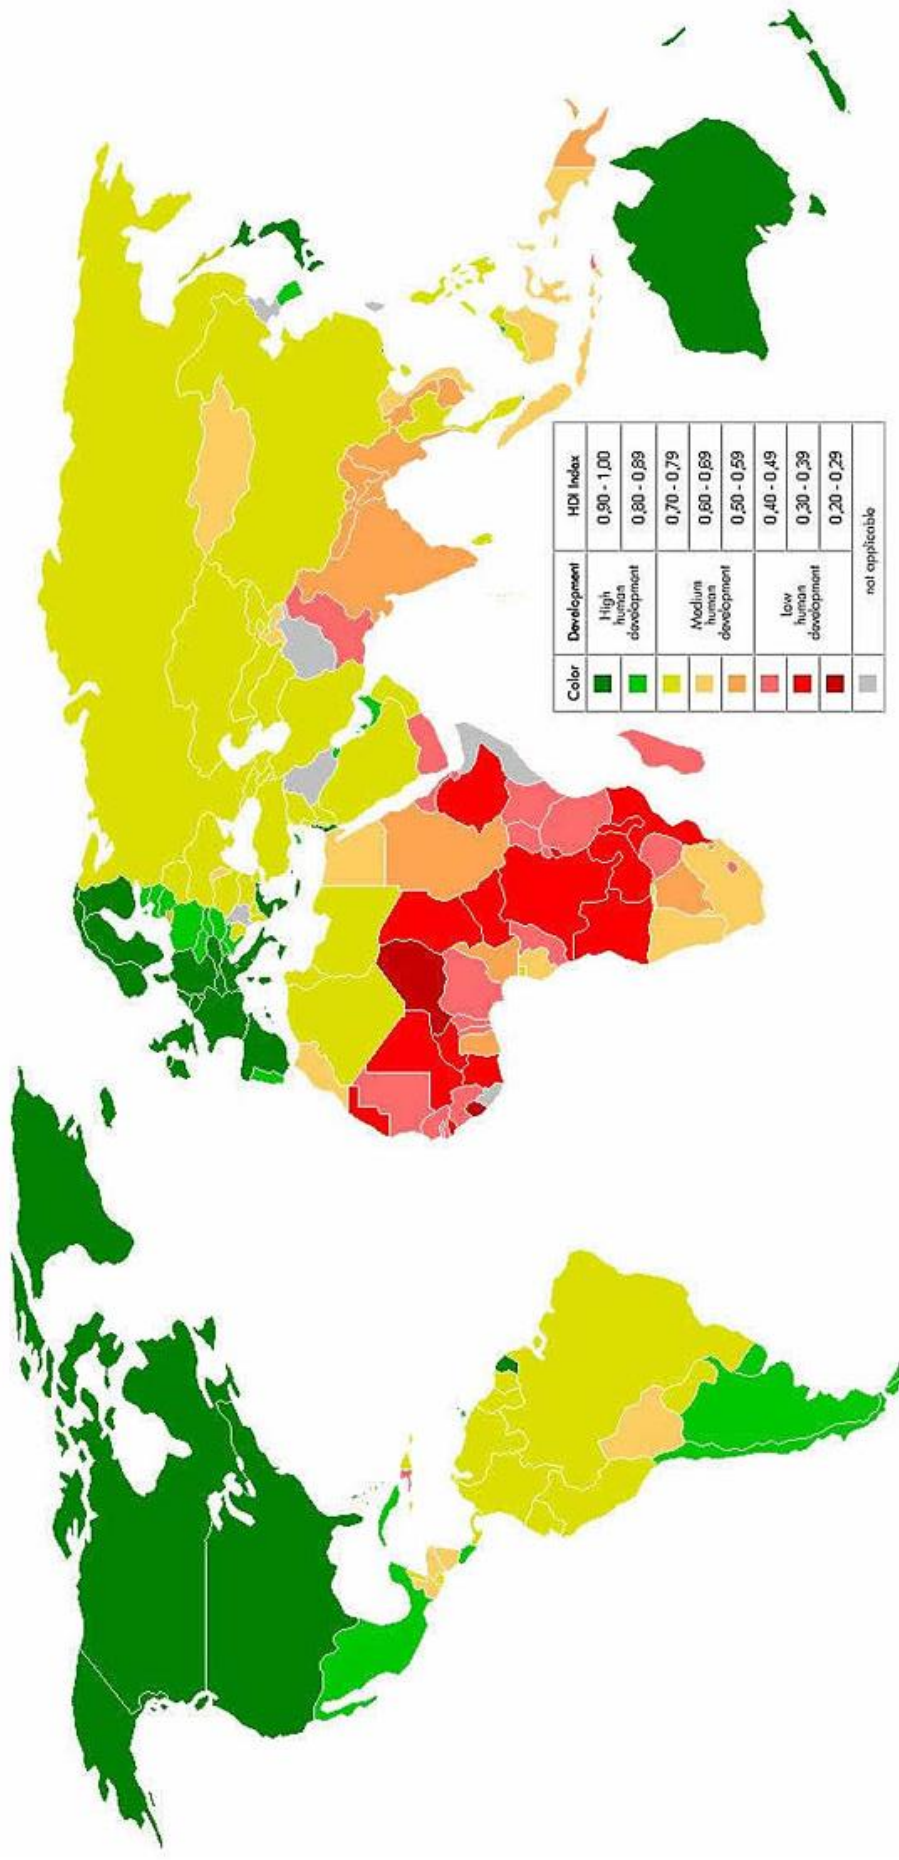 Color Development HDI Index
High
human
development
0,90 - 1,00
0,80 - 0,89
Medium
human
development
0,70 - 0,79
0,60 - 0,69
0,50 - 0,59
Low
human
development
0,40 - 0,49
0,30 - 0,39
0,20 - 0,29
not applicable